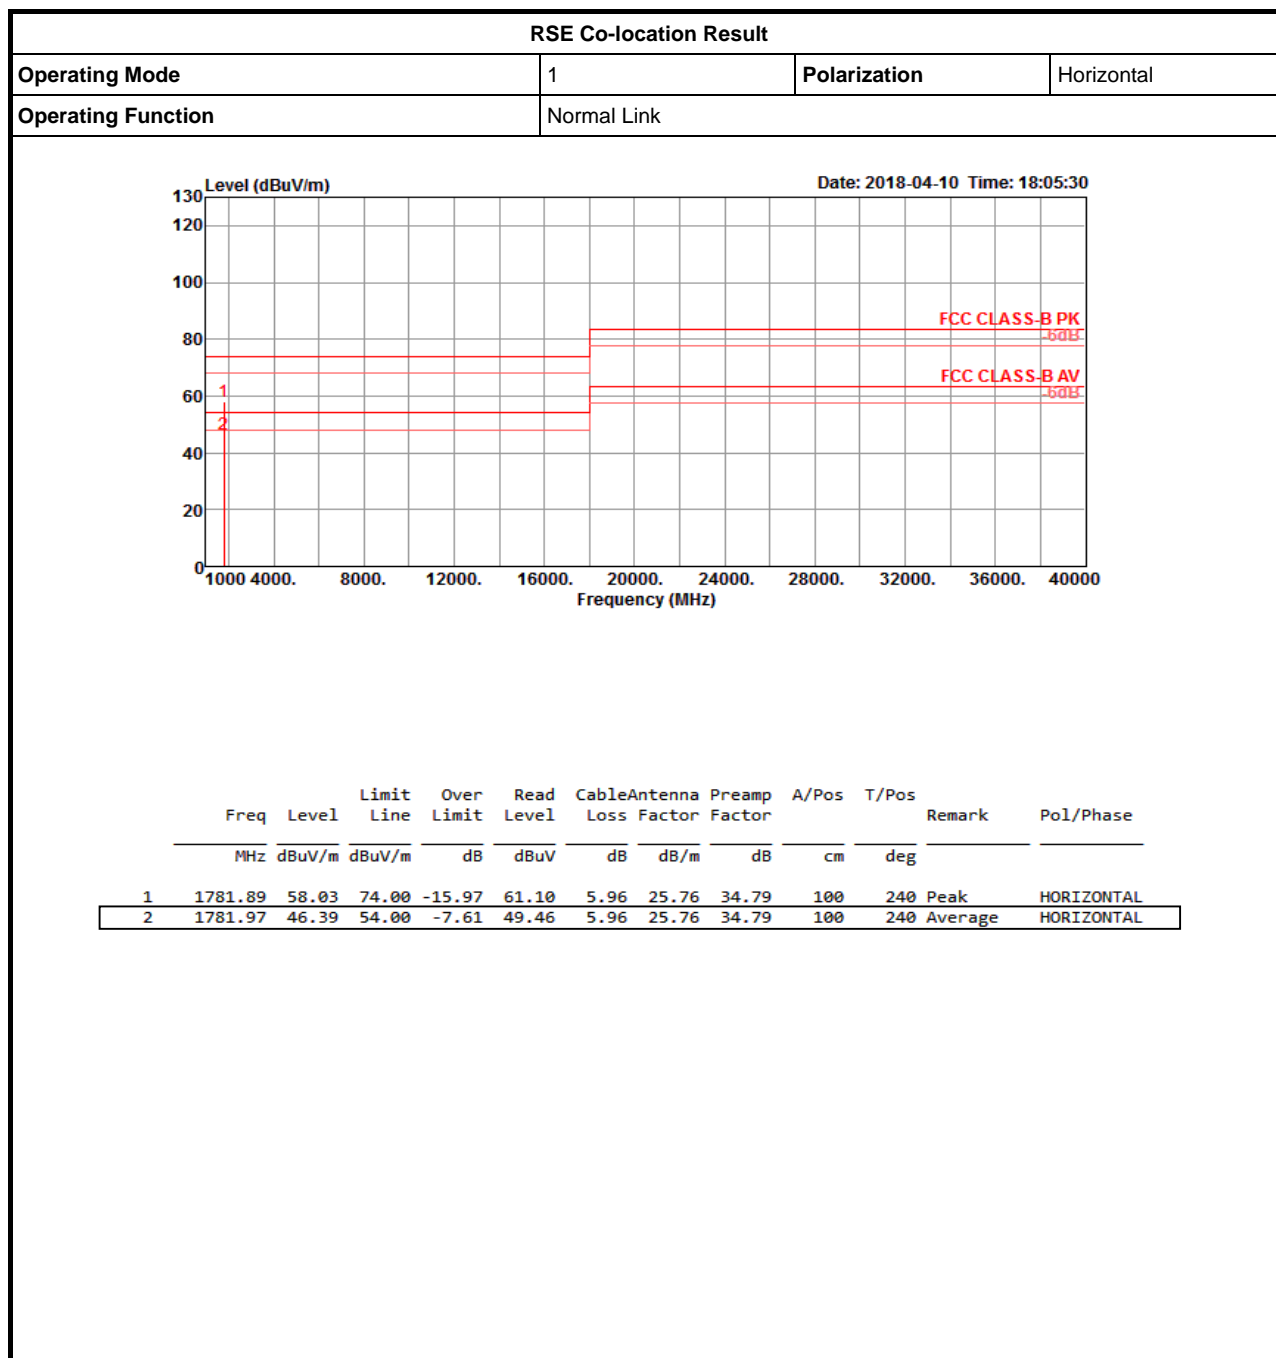 RSE Co-location Result
Operating Mode 1 Polarization Horizontal
Operating Function Normal Link
Level (dBuV/m) Date: 2018-04-10 Time: 18:05:30
130
120
100
FCC CLASS-B PK
80 -6dB
FCC CLASS-B AV
1
60 -6dB
2
40
20
0
1000 4000. 8000. 12000. 16000. 20000. 24000. 28000. 32000. 36000. 40000
Frequency (MHz)
Limit Over Read CableAntenna Preamp A/Pos T/Pos
Freq Level Line Limit Level Loss Factor Factor Remark Pol/Phase
MHz dBuV/m dBuV/m dB dBuV dB dB/m dB cm deg
1 1781.89 58.03 74.00 -15.97 61.10 5.96 25.76 34.79 100 240 Peak HORIZONTAL
2 1781.97 46.39 54.00 -7.61 49.46 5.96 25.76 34.79 100 240 Average HORIZONTAL